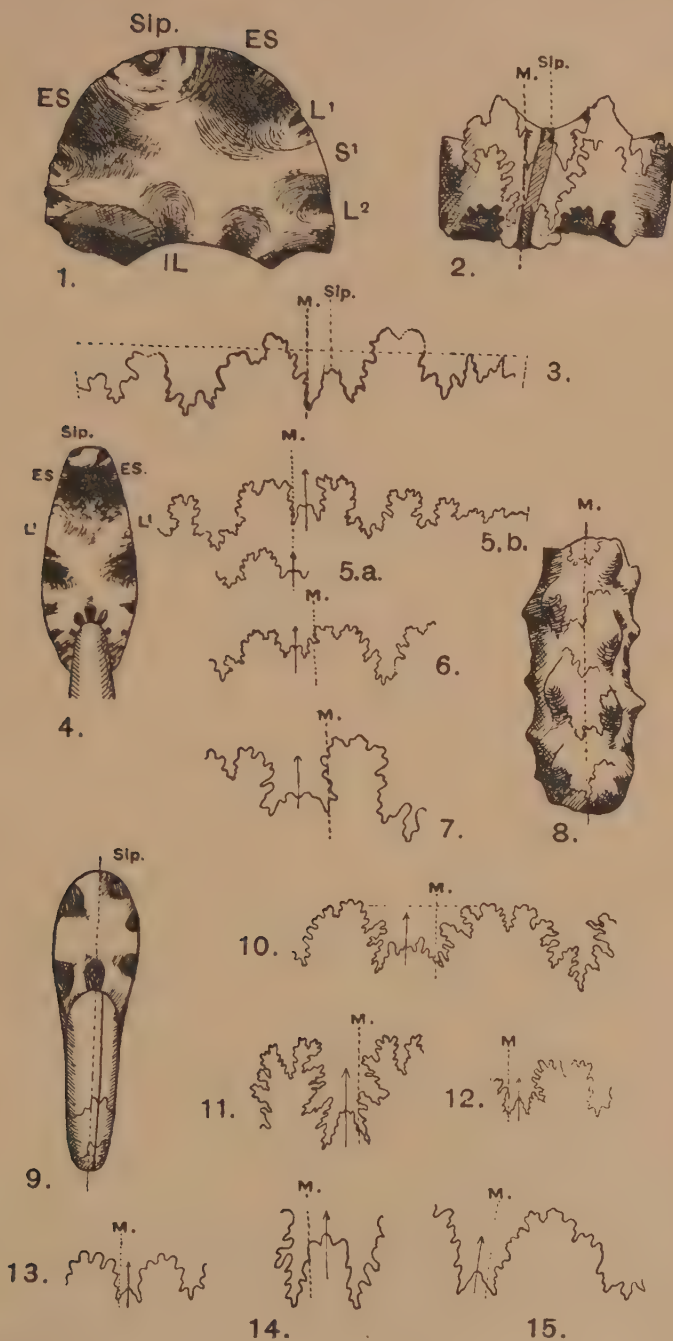 Sip. ES
ES
L¹
S¹
L²
IL
1.
M. Sip.
2.
M. Sip.
3.
Sip.
ES ES.
L¹ L¹
4.
M.
5.b.
5.a.
M.
6.
M.
7.
M.
8.
Sip.
9.
M.
10.
M.
11.
M
12.
M.
13.
M.
14.
M.
15.